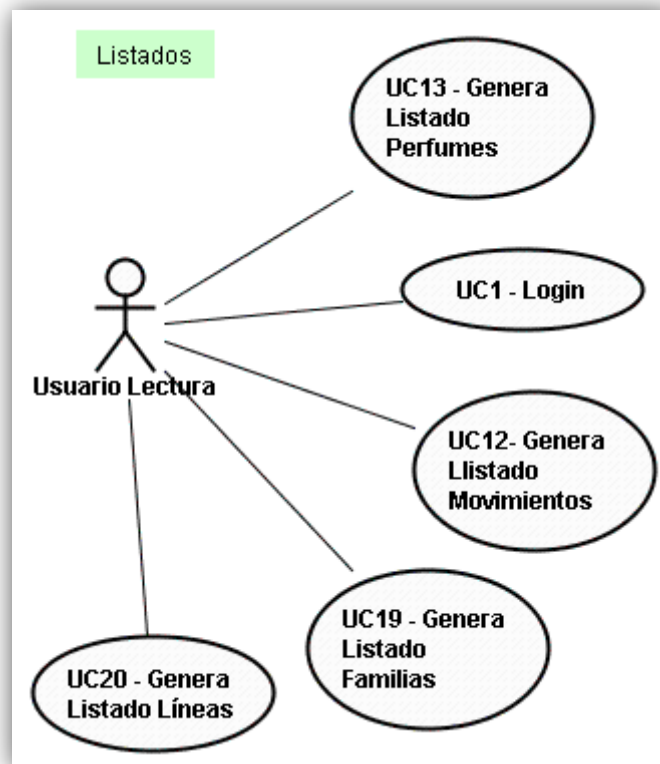 Listados
UC13 - Genera
Listado
Perfumes
UC1 - Login
Usuario Lectura
UC12- Genera
Llistado
Movimientos
UC19 - Genera
Listado
Familias
UC20 - Genera
Listado Líneas